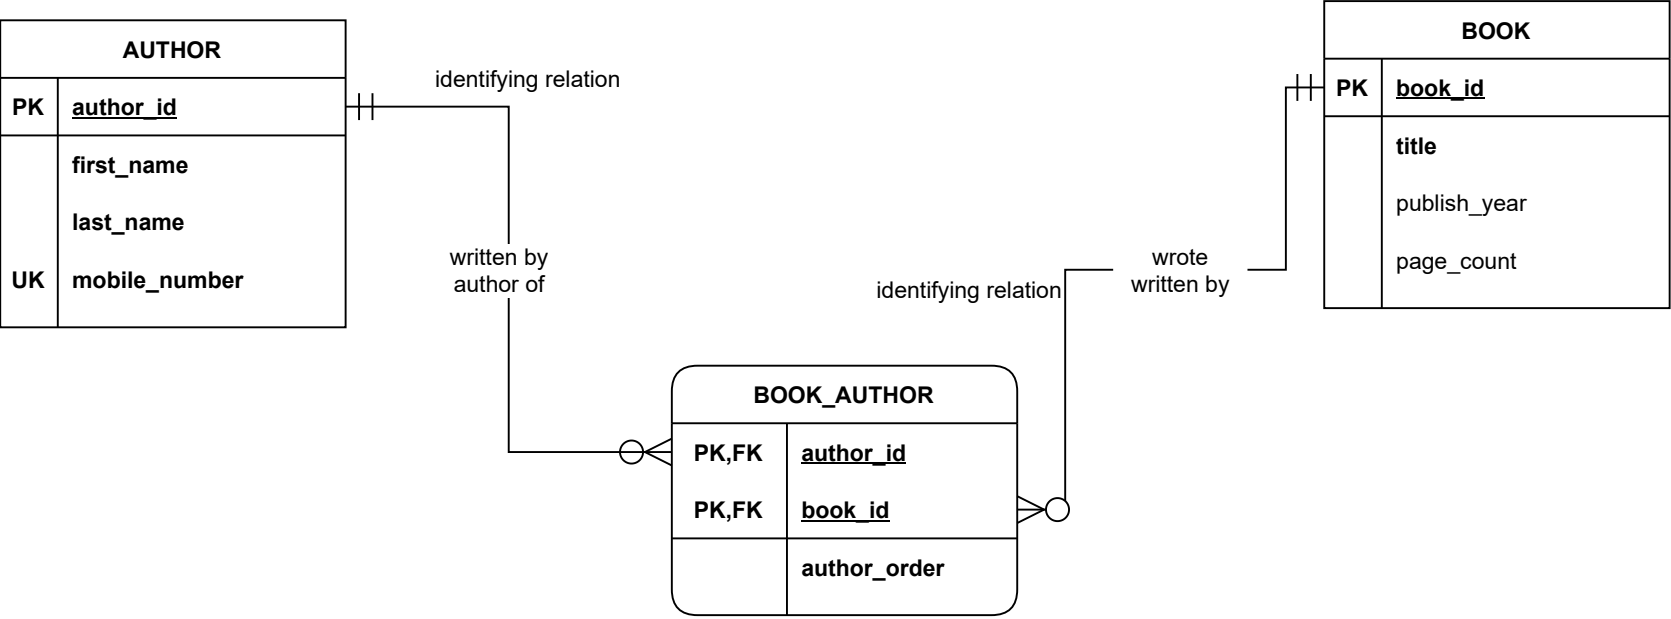 AUTHOR
PK author_id
first_name
last_name
UK mobile_number
identifying relation
written by
author of
BOOK
PK book_id
title
publish_year
page_count
wrote
written by
identifying relation
BOOK_AUTHOR
PK,FK author_id
PK,FK book_id
author_order